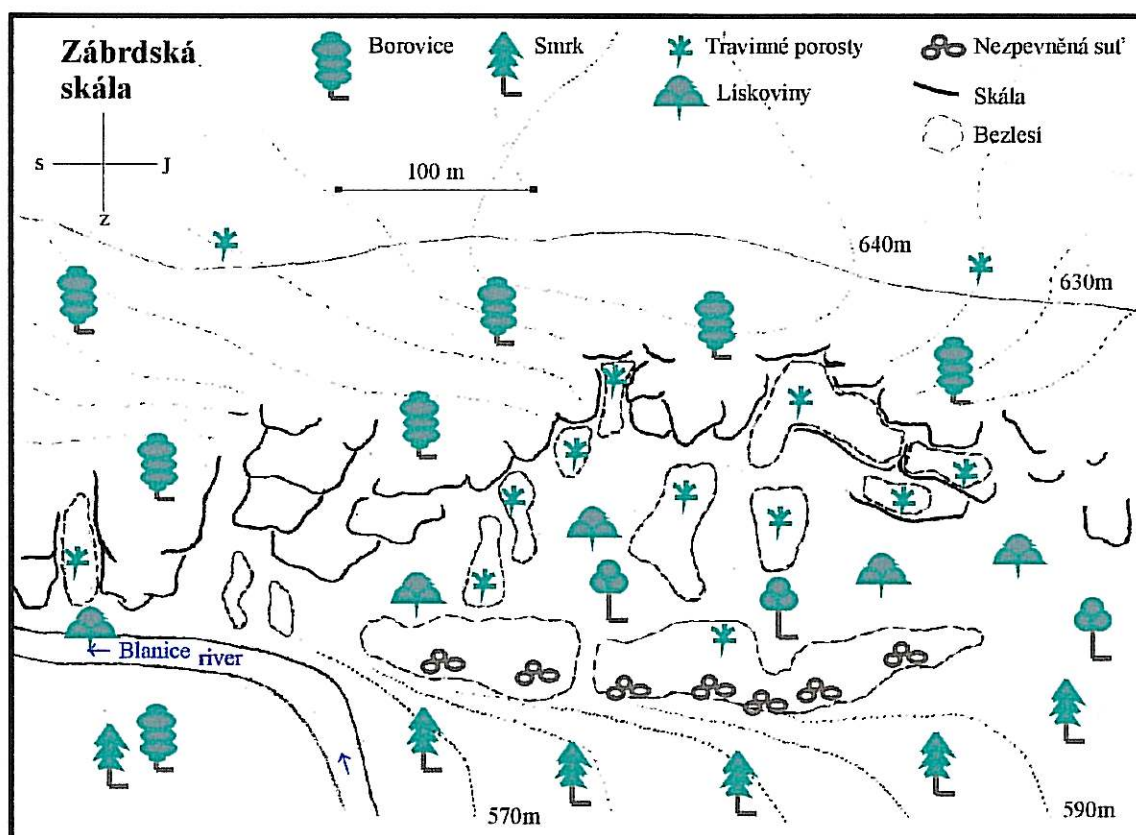 Zábrdská
skála
Borovice
Smrk
Travinné porosty
Lískoviny
Nezpevněná suť
Skála
Bezlesí
s
J
z
100 m
640m
630m
← Blanice river
570m
590m